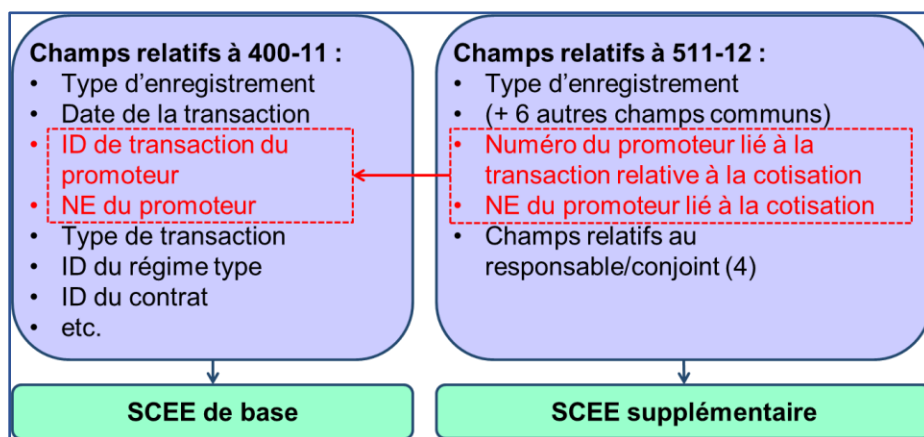 Champs relatifs à 400-11 :
• Type d'enregistrement
• Date de la transaction
• ID de transaction du
promoteur
• NE du promoteur
• Type de transaction
• ID du régime type
• ID du contrat
• etc.
SCEE de base
Champs relatifs à 511-12 :
• Type d'enregistrement
• (+ 6 autres champs communs)
• Numéro du promoteur lié à la
transaction relative à la cotisation
• NE du promoteur lié à la cotisation
• Champs relatifs au
responsable/conjoint (4)
SCEE supplémentaire